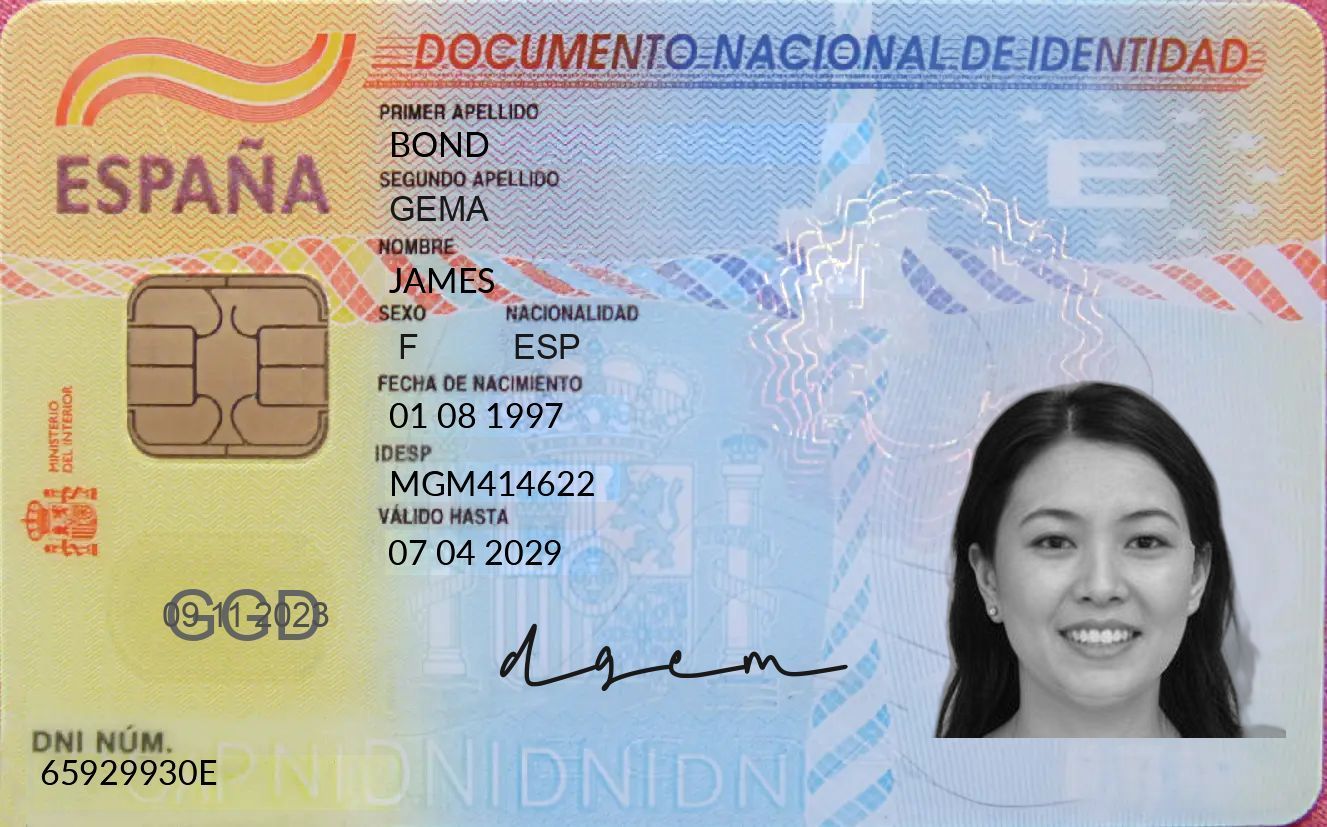 DOCUMENTO NACIONAL DE IDENTIDAD
ESPAÑA
PRIMER APELLIDO
BOND
SEGUNDO APELLIDO
GEMA
NOMBRE
JAMES
SEXO NACIONALIDAD
F ESP
FECHA DE NACIMIENTO
01 08 1997
IDESP
MGM414622
VÁLIDO HASTA
07 04 2029
MINISTERIO
DEL INTERIOR
E
09-11-2023
GGD
DNI NÚM.
65929930E
DNIDNIDNIDNI